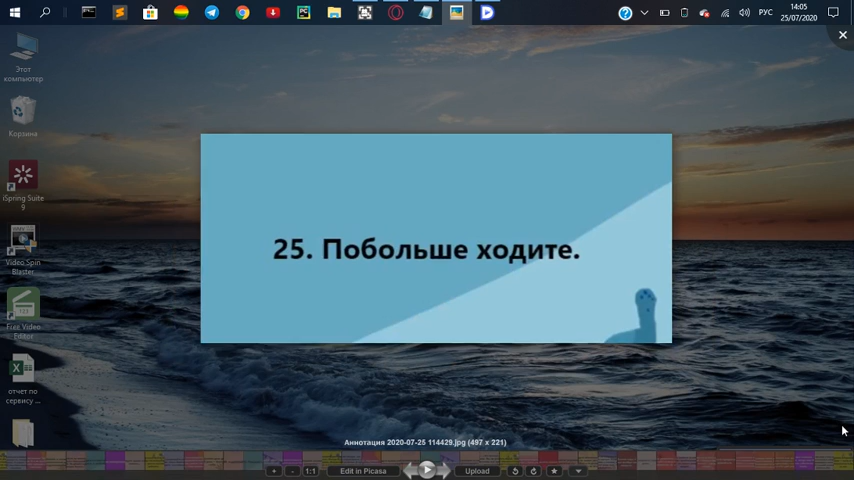 РУС
14:05
25/07/2020
Этот
компьютер
Корзина
iSpring Suite
9
Video Spin
Blaster
Free Video
Editor
отчет по
сервису ...
25. Побольше ходите.
Аннотация 2020-07-25 114429.jpg (497 x 221)
1:1
Edit in Picasa
Upload